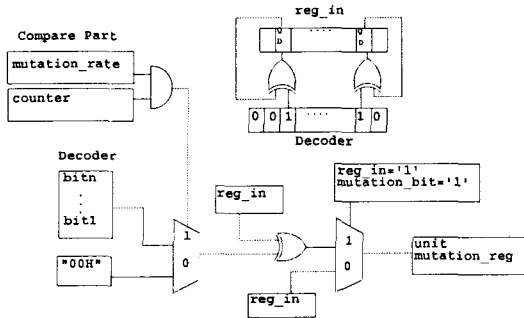 reg_in
Q
D
Q
D
0 0 1 .... 1 0
Decoder
Compare Part
mutation_rate
counter
Decoder
bitn
.
.
.
bit1
"00H"
1
0
reg_in
reg_in
reg_in='1'
mutation_bit='1'
1
0
unit
mutation_reg